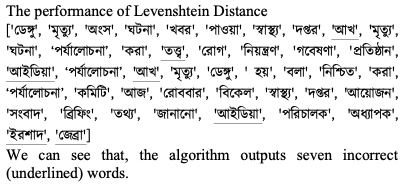 The performance of Levenshtein Distance
['ডেঙ্গু', 'মৃত্যু', 'অংস', 'ঘটনা', 'খবর', 'পাওয়া', 'স্বাস্থ্য', 'দপ্তর', 'আখ', 'মৃত্যু',
'ঘটনা', 'পর্যালোচনা', 'করা', 'তত্ত্ব', 'রোগ', 'নিয়ন্ত্রণ', 'গবেষণা', 'প্রতিষ্ঠান',
'আইডিয়া', 'পর্যালোচনা', 'আখ', 'মৃত্যু', 'ডেঙ্গু', ' হয়', 'বলা', 'নিশ্চিত', 'করা',
'পর্যালোচনা', 'কমিটি', 'আজ', 'রোববার', 'বিকেল', 'স্বাস্থ্য', 'দপ্তর', 'আয়োজন',
'সংবাদ', 'ব্রিফিং', 'তথ্য', 'জানানো', 'আইডিয়া', 'পরিচালক', 'অধ্যাপক',
'ইরশাদ', 'জেব্রা']
We can see that, the algorithm outputs seven incorrect
(underlined) words.